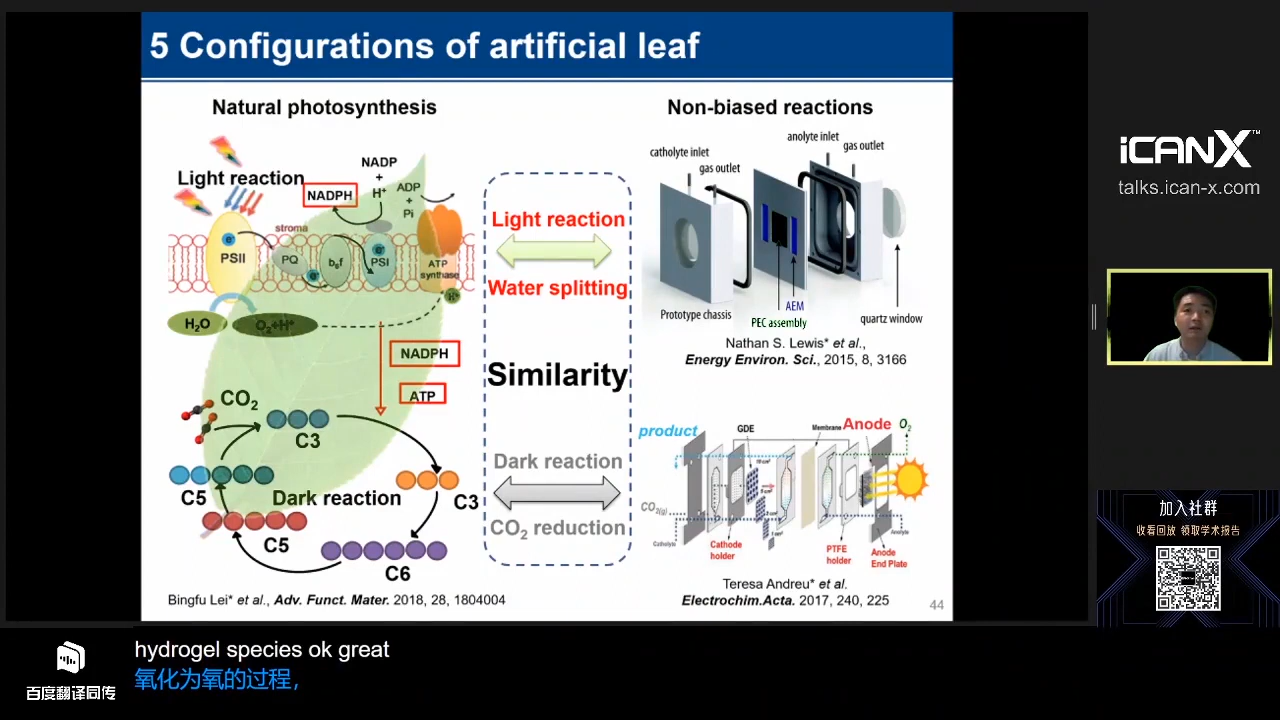 5 Configurations of artificial leaf
Natural photosynthesis
Non-biased reactions
Light reaction
NADPH
NADP
+
H⁺
ADP
+
Pi
stroma
PSII
e⁻
PQ
e⁻
b₆f
e⁻
PSI
ATP
synthase
H⁺
H₂O
O₂+H⁺
NADPH
ATP
CO₂
C3
C5
Dark reaction
C3
C5
C6
Bingfu Lei* et al., Adv. Funct. Mater. 2018, 28, 1804004
Light reaction
Water splitting
Similarity
Dark reaction
CO₂ reduction
catholyte inlet
gas outlet
anolyte inlet
gas outlet
Prototype chassis
AEM
PEC assembly
quartz window
Nathan S. Lewis* et al.,
Energy Environ. Sci., 2015, 8, 3166
product
GDE
Membrane
Anode
O₂
CO₂(g)
Catholyte
Anolyte
Cathode
holder
PTFE
holder
Anode
End Plate
Teresa Andreu* et al.
Electrochim.Acta. 2017, 240, 225
44
iCANX™
talks.ican-x.com
加入社群
收看回放 领取学术报告
百度翻译同传
hydrogel species ok great
氧化为氧的过程，